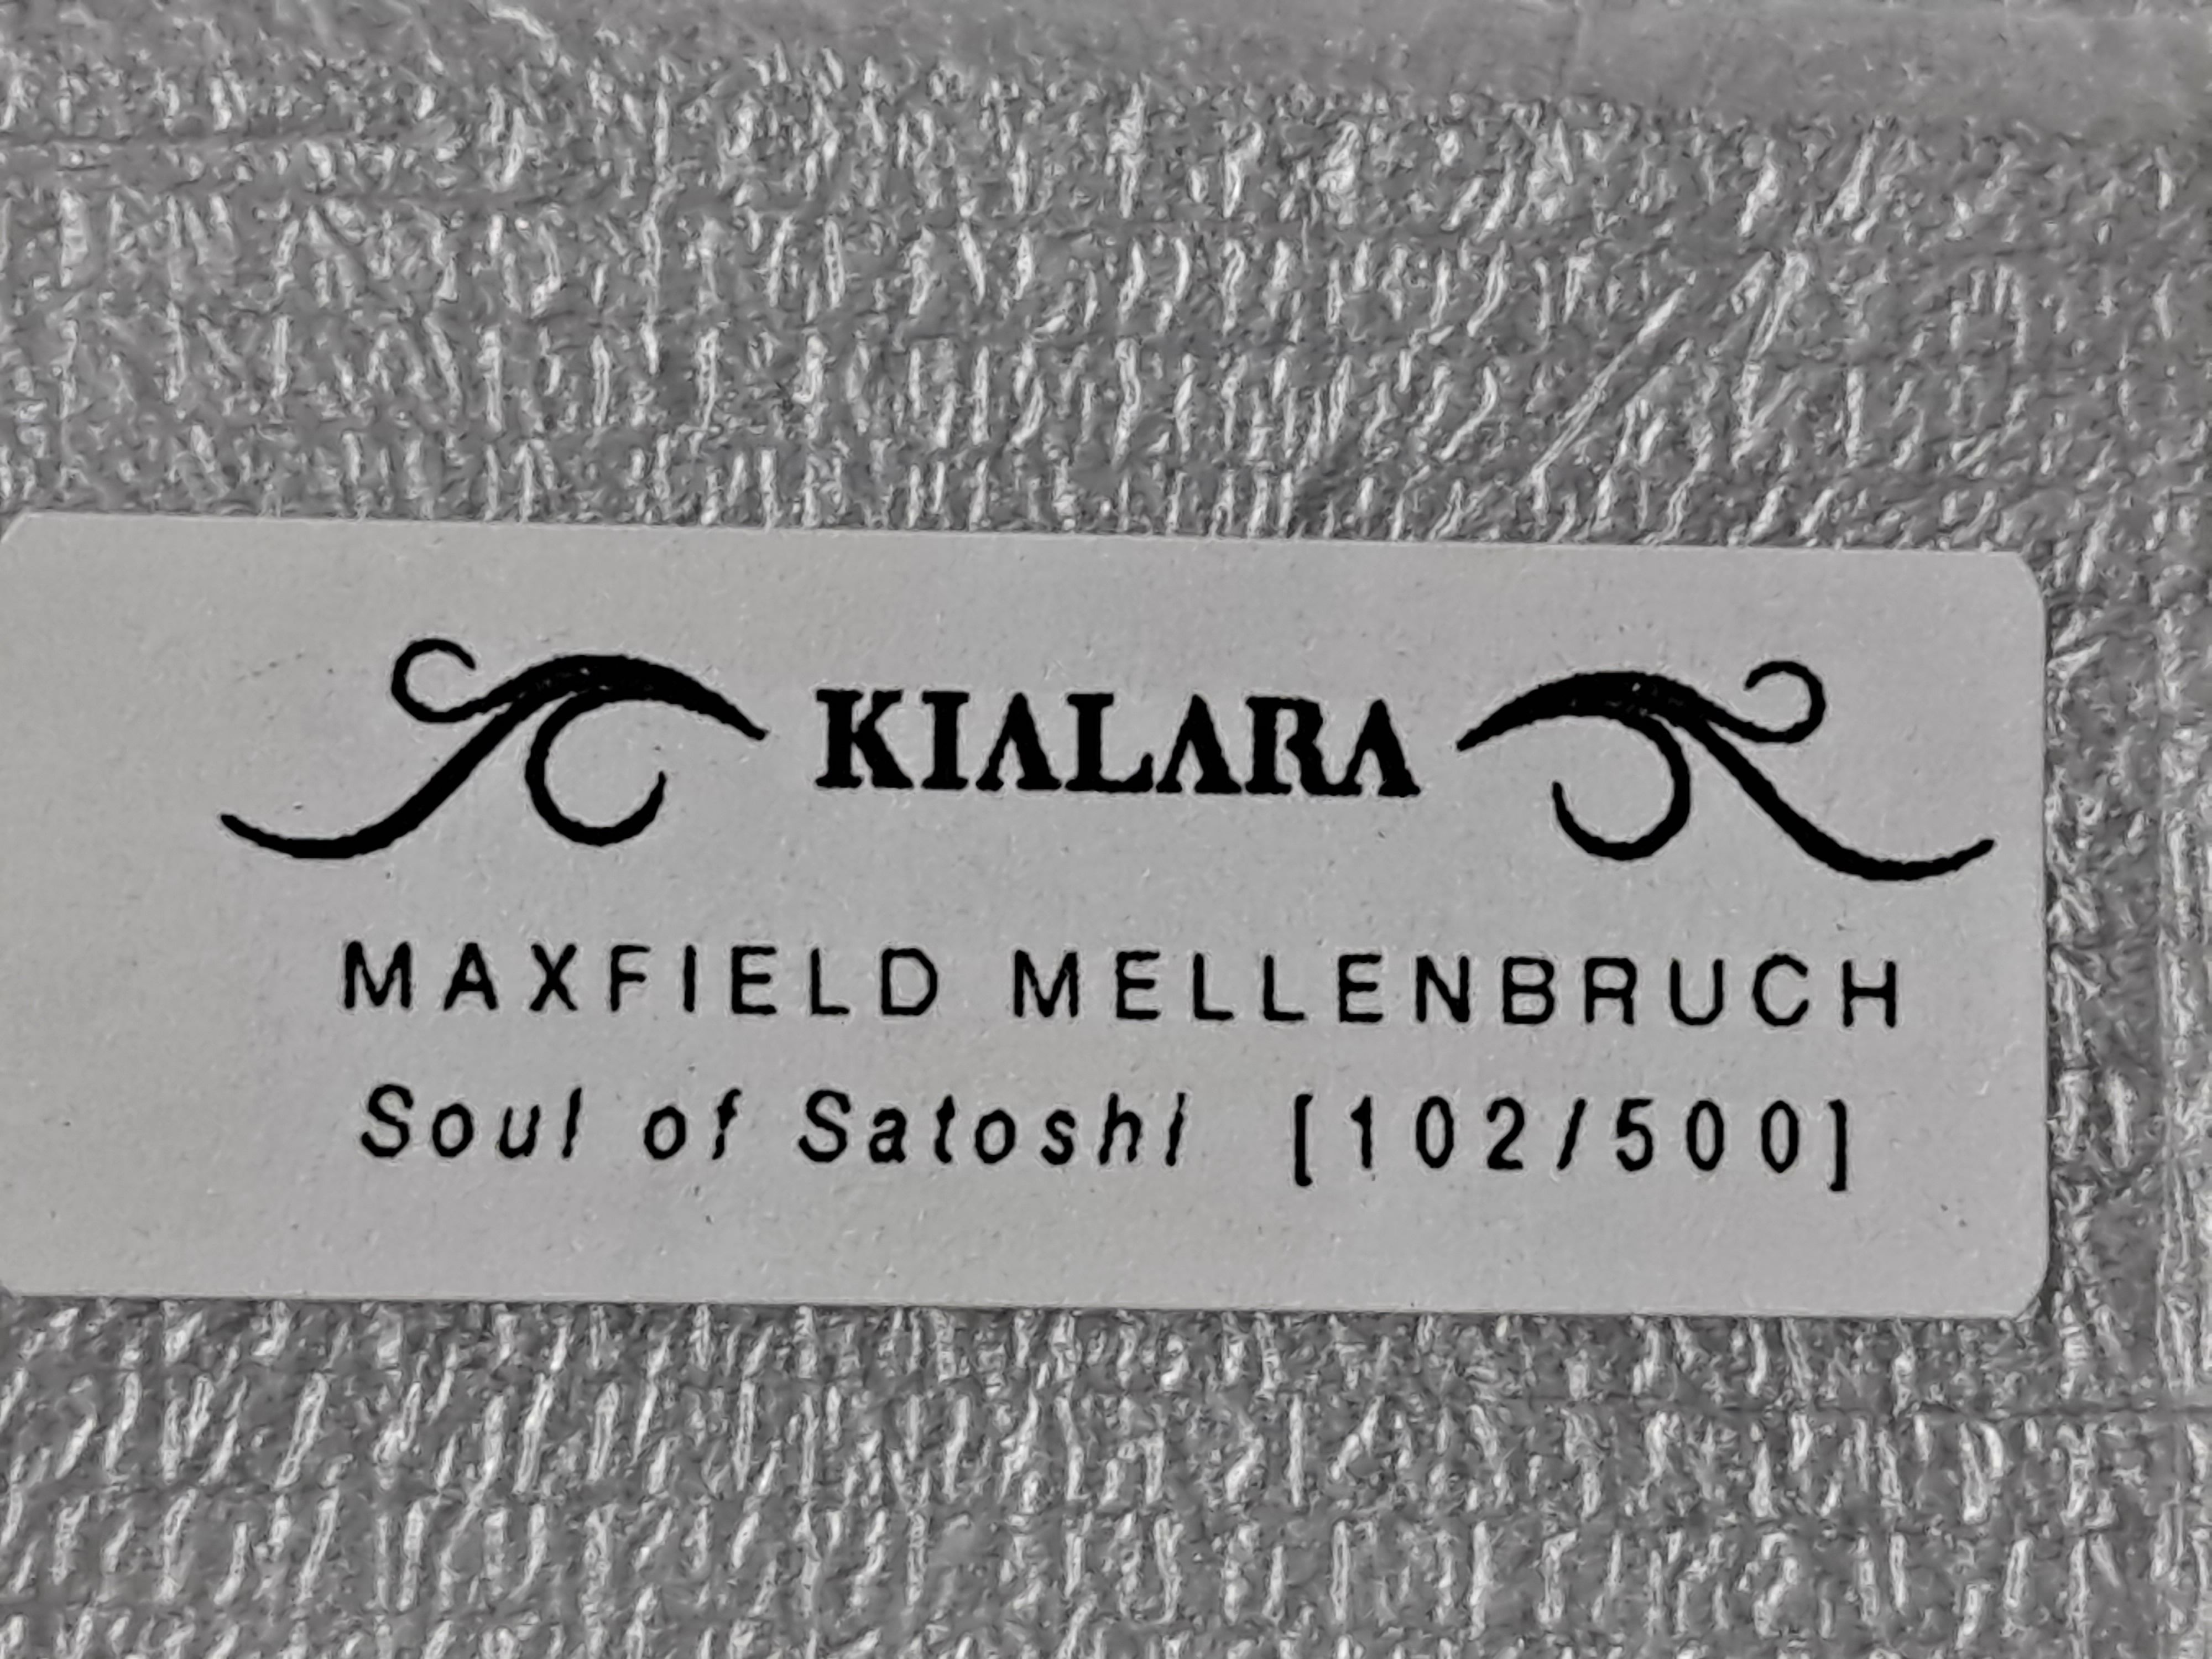 KIALARA
MAXFIELD MELLENBRUCH
Soul of Satoshi [102/500]